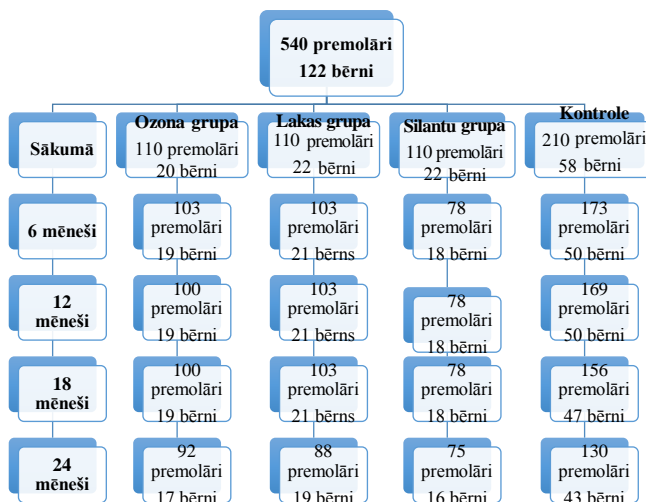 540 premolāri
122 bērni
Sākumā
Ozona grupa
110 premolāri
20 bērni
Lakas grupa
110 premolāri
22 bērni
Silantu grupa
110 premolāri
22 bērni
Kontrole
210 premolāri
58 bērni
6 mēneši
103
premolāri
19 bērni
103
premolāri
21 bērns
78
premolāri
18 bērni
173
premolāri
50 bērni
12
mēneši
100
premolāri
19 bērni
103
premolāri
21 bērns
78
premolāri
18 bērni
169
premolāri
50 bērni
18
mēneši
100
premolāri
19 bērni
103
premolāri
21 bērns
78
premolāri
18 bērni
156
premolāri
47 bērni
24
mēneši
92
premolāri
17 bērni
88
premolāri
19 bērni
75
premolāri
16 bērni
130
premolāri
43 bērni